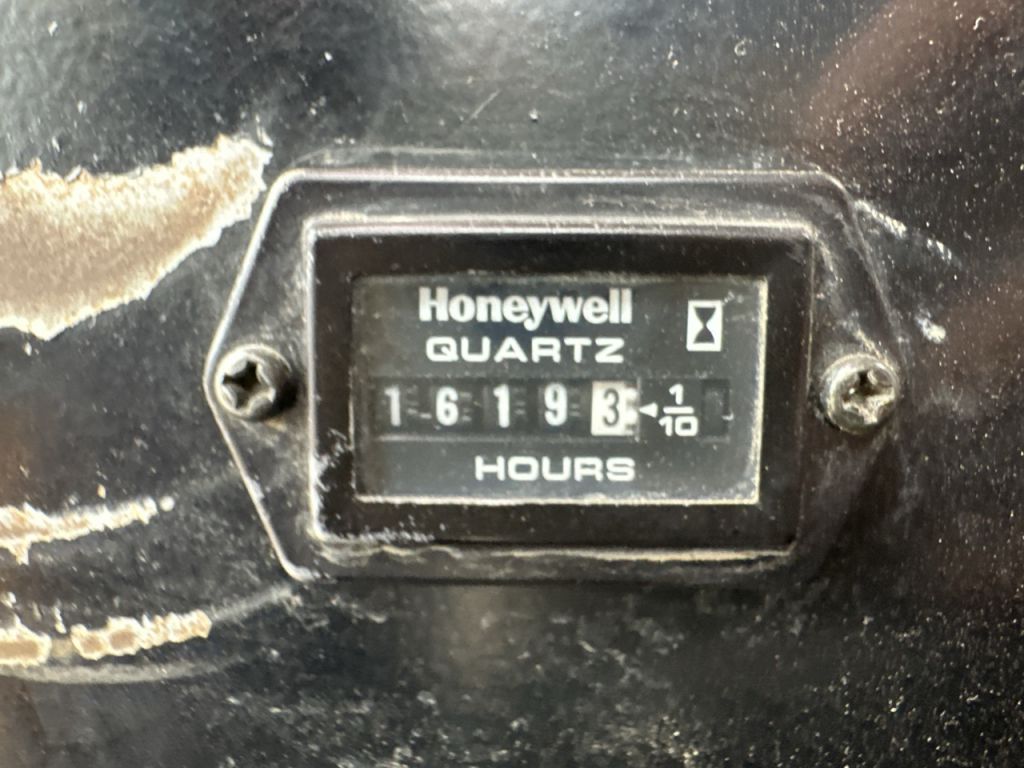 Honeywell
QUARTZ
1 6 1 9 3 1/10
HOURS